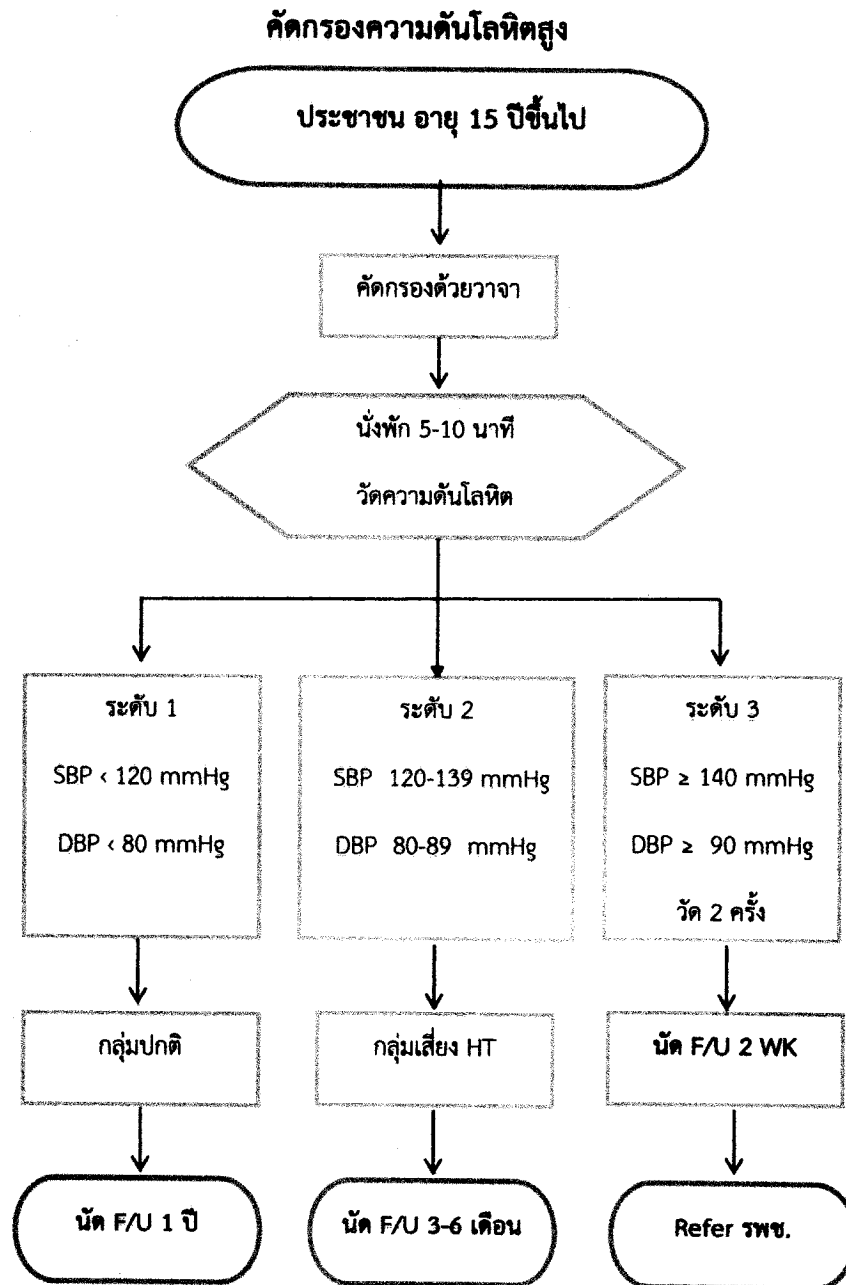 คัดกรองความดันโลหิตสูง
ประชาชน อายุ 15 ปีขึ้นไป
คัดกรองด้วยวาจา
นั่งพัก 5-10 นาที
วัดความดันโลหิต
ระดับ 1
SBP < 120 mmHg
DBP < 80 mmHg
ระดับ 2
SBP 120-139 mmHg
DBP 80-89 mmHg
ระดับ 3
SBP ≥ 140 mmHg
DBP ≥ 90 mmHg
วัด 2 ครั้ง
กลุ่มปกติ
กลุ่มเสี่ยง HT
นัด F/U 2 WK
นัด F/U 1 ปี
นัด F/U 3-6 เดือน
Refer รพช.